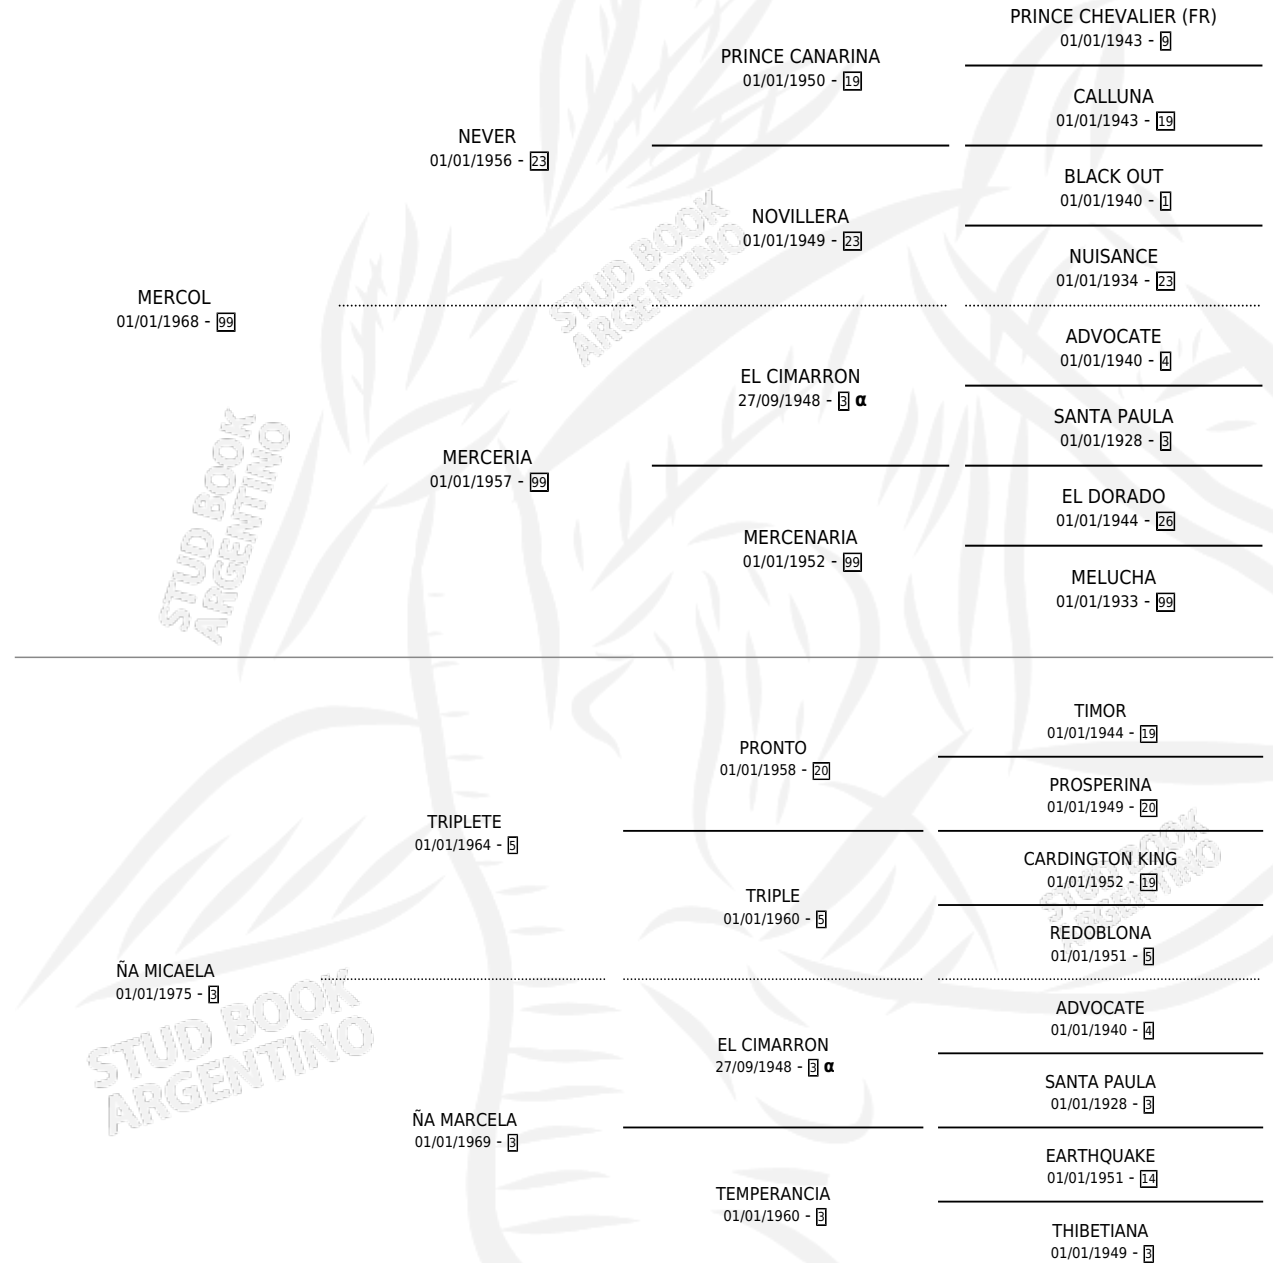 PRINCE CHEVALIER (FR)
01/01/1943 - 9
PRINCE CANARINA
01/01/1950 - 19
CALLUNA
01/01/1943 - 19
NEVER
01/01/1956 - 23
BLACK OUT
01/01/1940 - 1
NOVILLERA
01/01/1949 - 23
NUISANCE
01/01/1934 - 23
MERCOL
01/01/1968 - 99
ADVOCATE
01/01/1940 - 4
EL CIMARRON
27/09/1948 - 3 α
SANTA PAULA
01/01/1928 - 3
MERCERIA
01/01/1957 - 99
EL DORADO
01/01/1944 - 26
MERCENARIA
01/01/1952 - 99
MELUCHA
01/01/1933 - 99
TIMOR
01/01/1944 - 19
PRONTO
01/01/1958 - 20
PROSPERINA
01/01/1949 - 20
TRIPLETE
01/01/1964 - 5
CARDINGTON KING
01/01/1952 - 19
TRIPLE
01/01/1960 - 5
REDOBLONA
01/01/1951 - 5
ÑA MICAELA
01/01/1975 - 3
ADVOCATE
01/01/1940 - 4
EL CIMARRON
27/09/1948 - 3 α
SANTA PAULA
01/01/1928 - 3
ÑA MARCELA
01/01/1969 - 3
EARTHQUAKE
01/01/1951 - 14
TEMPERANCIA
01/01/1960 - 3
THIBETIANA
01/01/1949 - 3
STUD BOOK
ARGENTINO
STUD BOOK
ARGENTINO
STUD BOOK
ARGENTINO
STUD BOOK
ARGENTINO